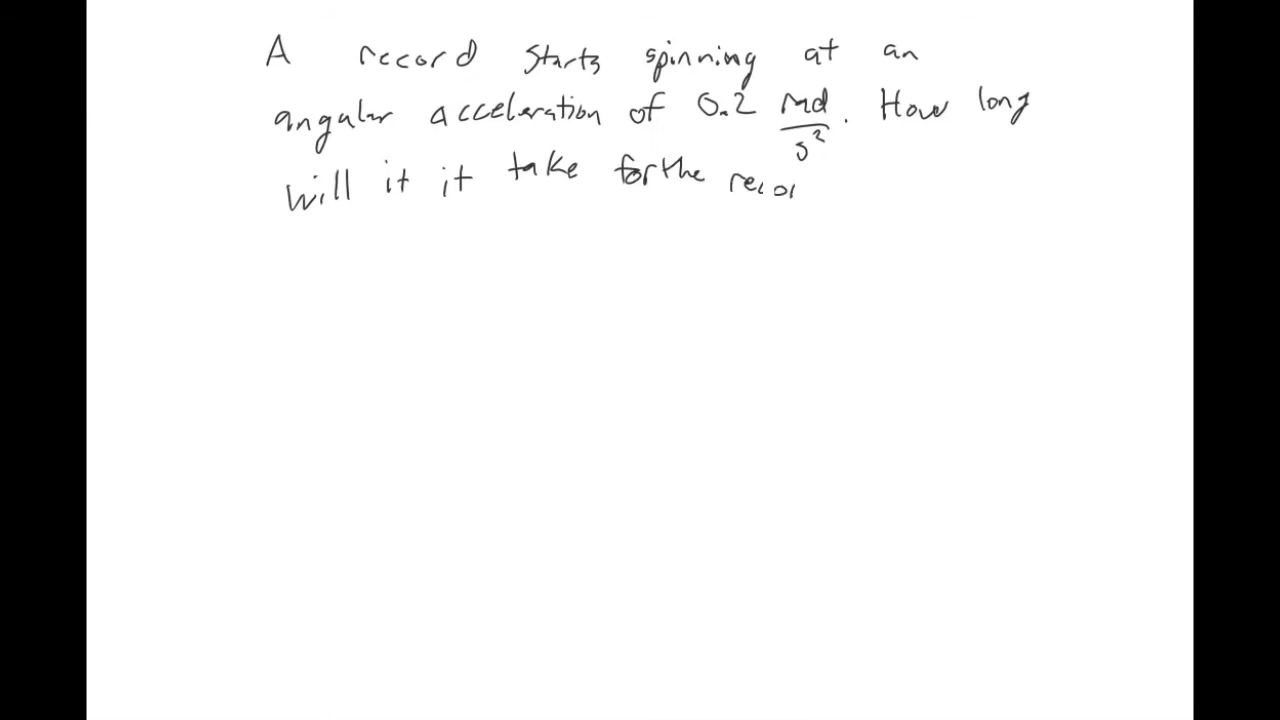 A record starts spinning at an
angular acceleration of 0.2 rad/s². How long
will it it take for the recor